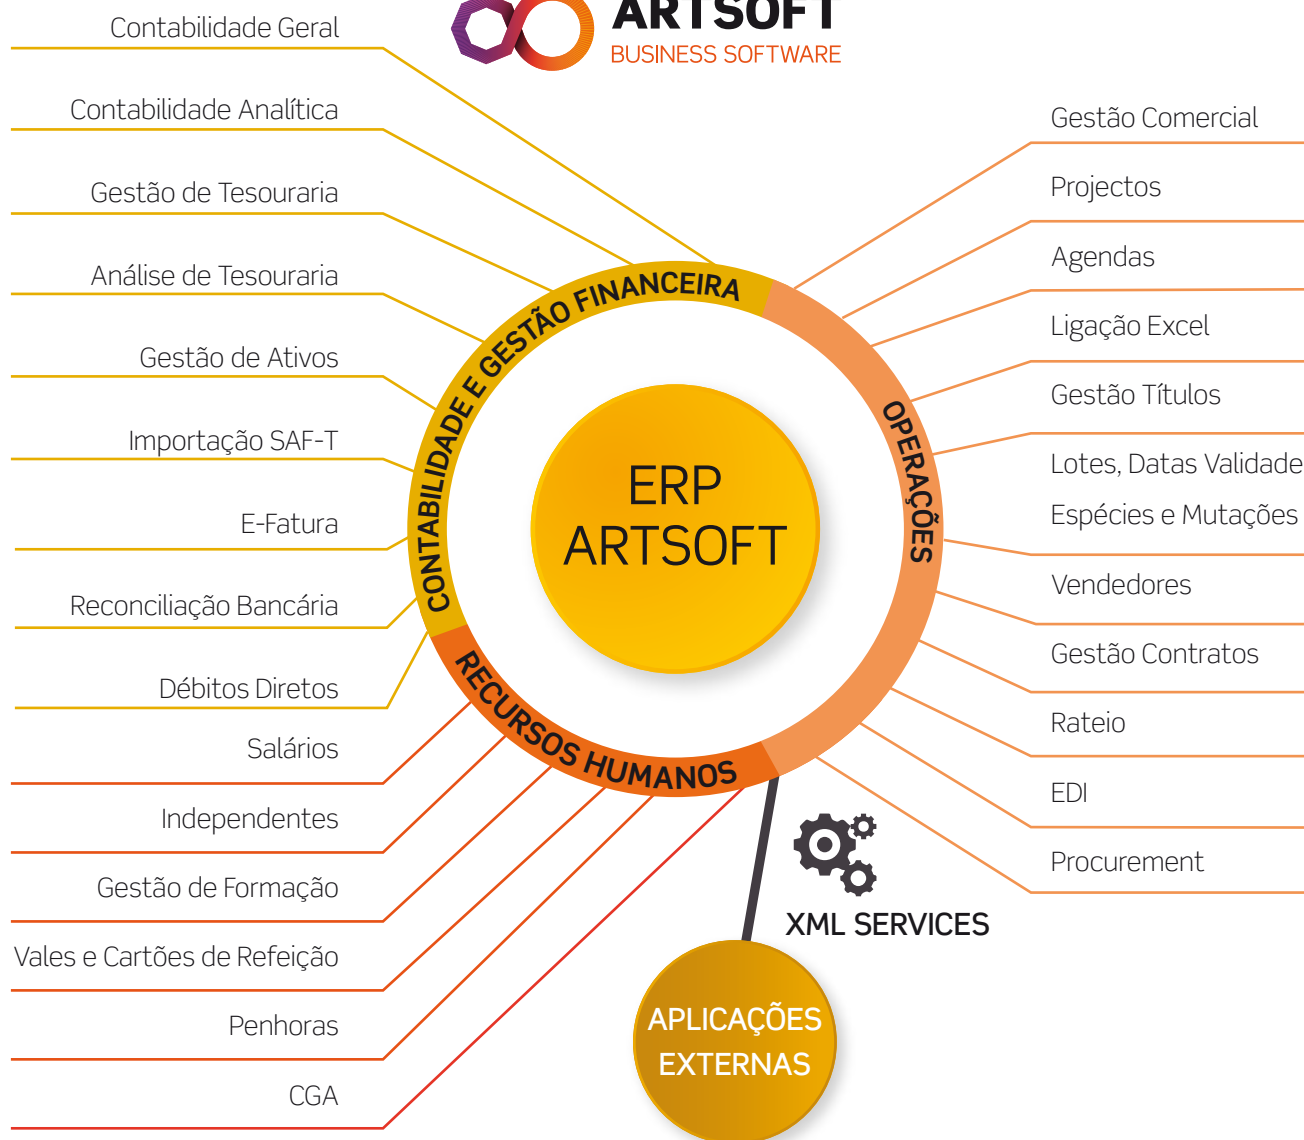 ARTSOFT
BUSINESS SOFTWARE
Contabilidade Geral
Contabilidade Analítica
Gestão de Tesouraria
Análise de Tesouraria
Gestão de Ativos
Importação SAF-T
E-Fatura
Reconciliação Bancária
Débitos Diretos
Salários
Independentes
Gestão de Formação
Vales e Cartões de Refeição
Penhoras
CGA
CONTABILIDADE E GESTÃO FINANCEIRA
RECURSOS HUMANOS
OPERAÇÕES
ERP
ARTSOFT
Gestão Comercial
Projectos
Agendas
Ligação Excel
Gestão Títulos
Lotes, Datas Validade
Espécies e Mutações
Vendedores
Gestão Contratos
Rateio
EDI
Procurement
XML SERVICES
APLICAÇÕES
EXTERNAS